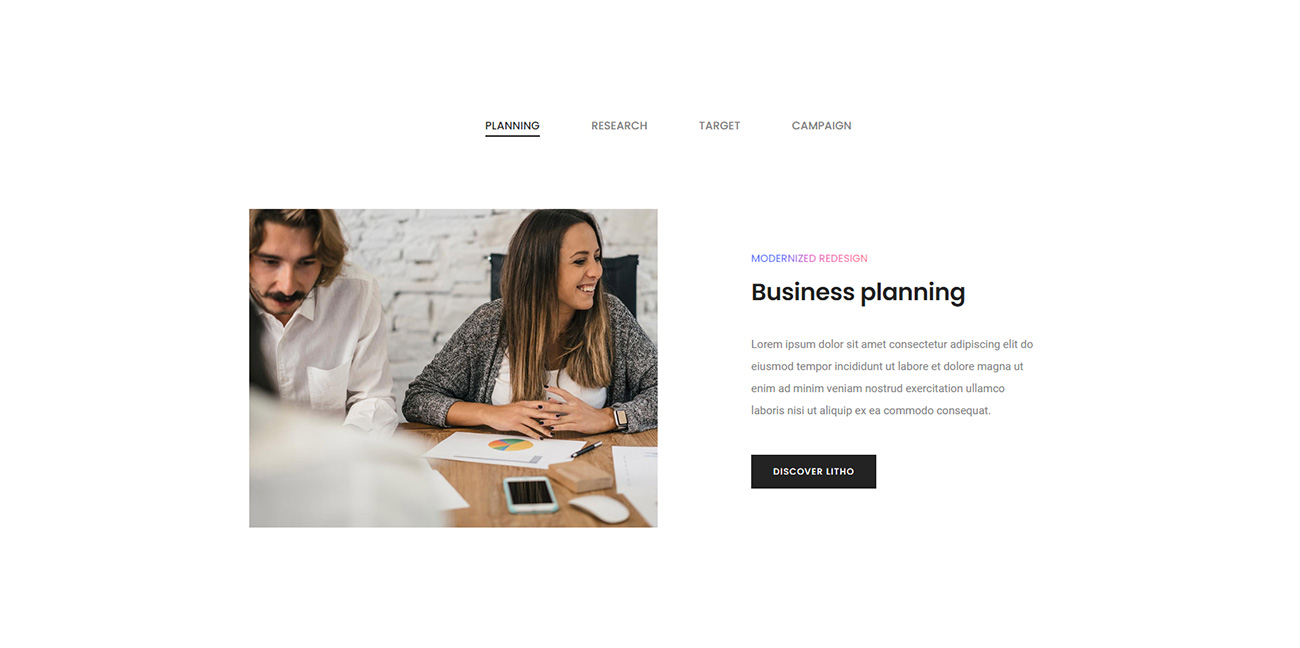 PLANNING RESEARCH TARGET CAMPAIGN
MODERNIZED REDESIGN
Business planning
Lorem ipsum dolor sit amet consectetur adipiscing elit do
eiusmod tempor incididunt ut labore et dolore magna ut
enim ad minim veniam nostrud exercitation ullamco
laboris nisi ut aliquip ex ea commodo consequat.
DISCOVER LITHO